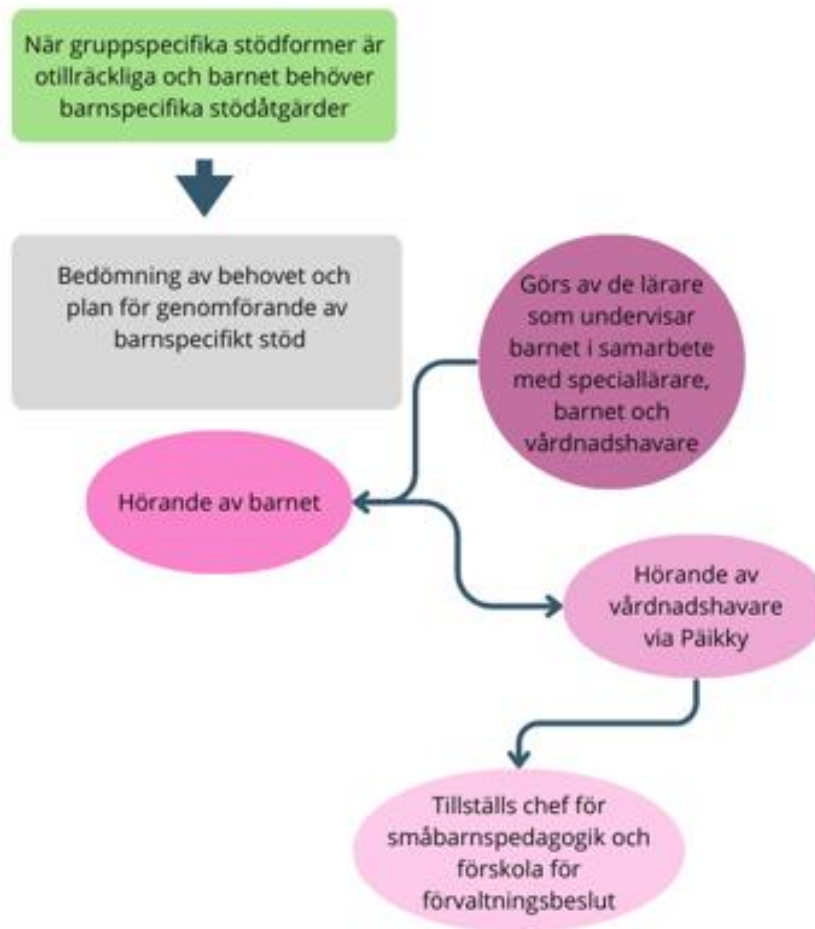 När gruppspecifika stödformer är
otillräckliga och barnet behöver
barnspecifika stödåtgärder
Bedömning av behovet och
plan för genomförande av
barnspecifikt stöd
Görs av de lärare
som undervisar
barnet i samarbete
med speciallärare,
barnet och
vårdnadshavare
Hörande av barnet
Hörande av
vårdnadshavare
via Päikky
Tillställs chef för
småbarnspedagogik och
förskola för
förvaltningsbeslut